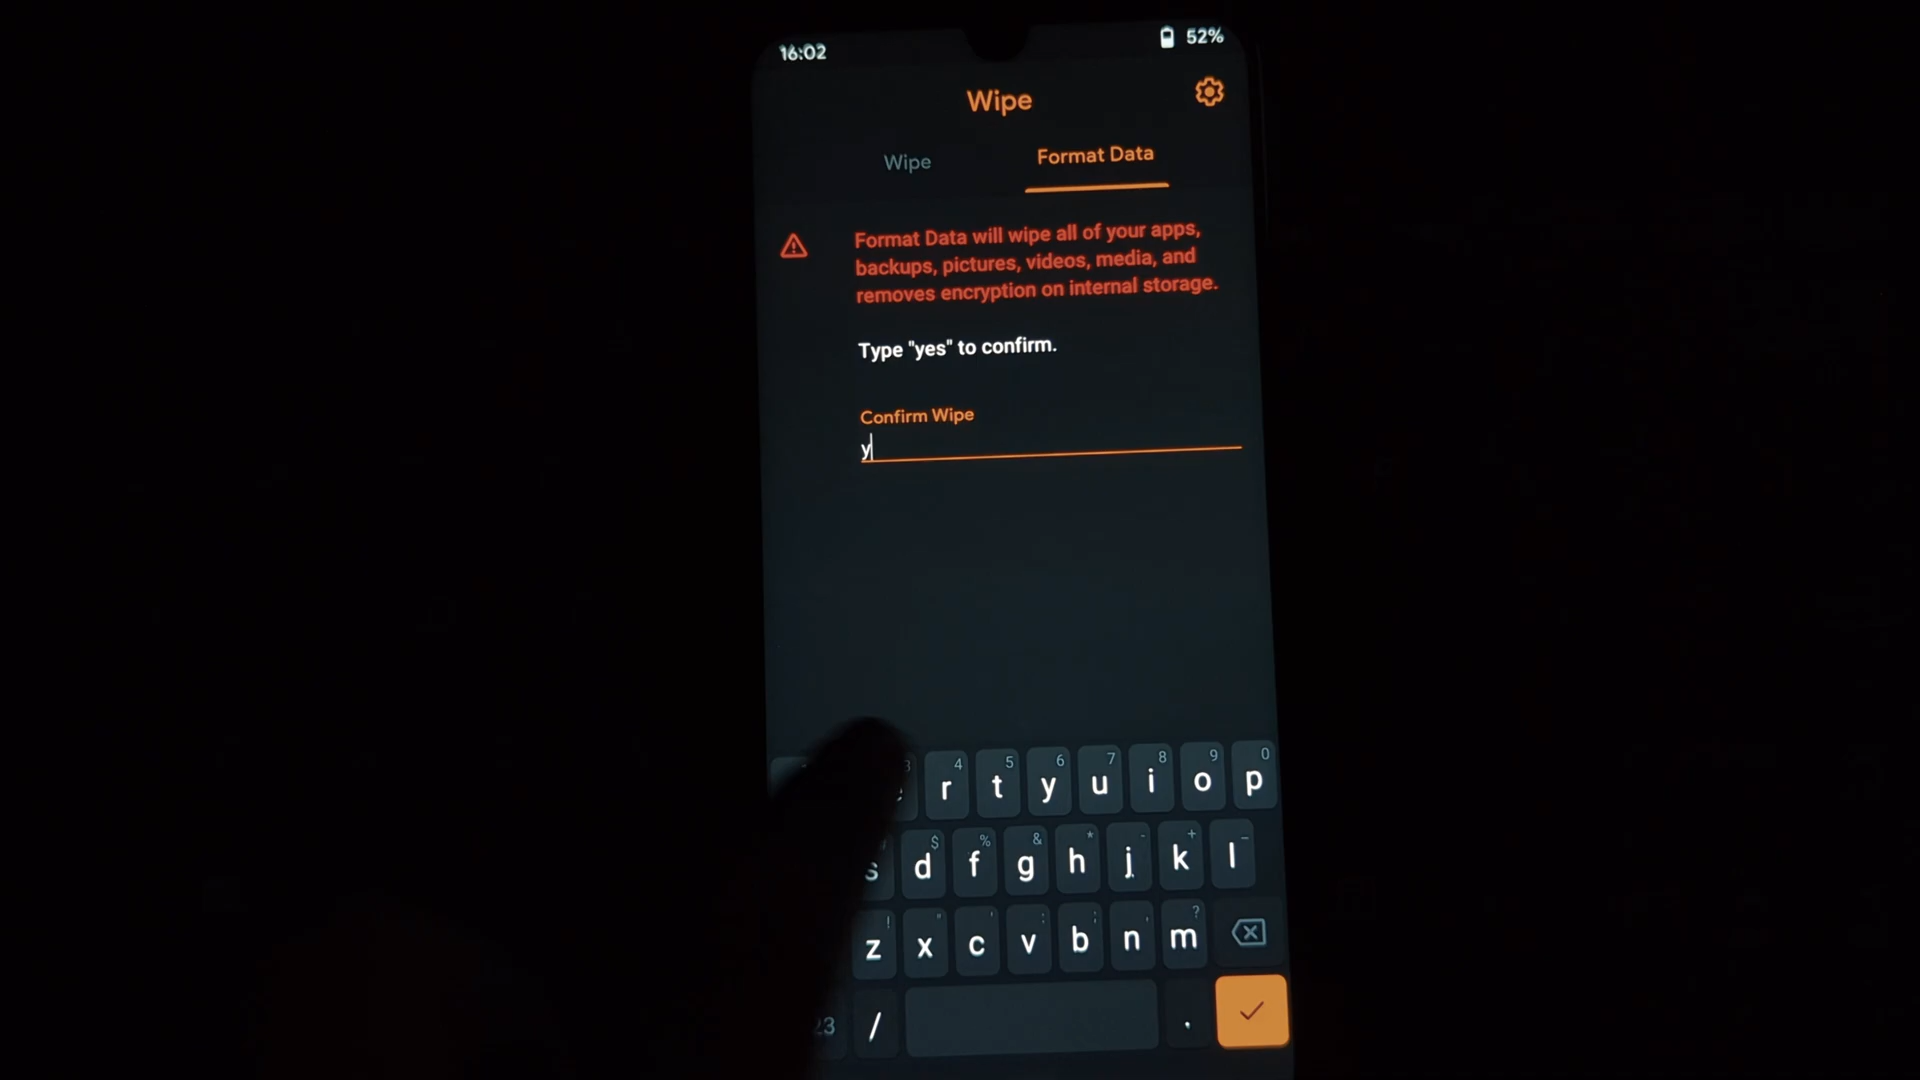 16:02 52%
Wipe
Wipe Format Data
Format Data will wipe all of your apps,
backups, pictures, videos, media, and
removes encryption on internal storage.
Type "yes" to confirm.
Confirm Wipe
y
3 4 5 6 7 8 9 0
e r t y u i o p
$ % & * - + _
s d f g h j k l
! " ' : ; , ?
z x c v b n m
23 / .